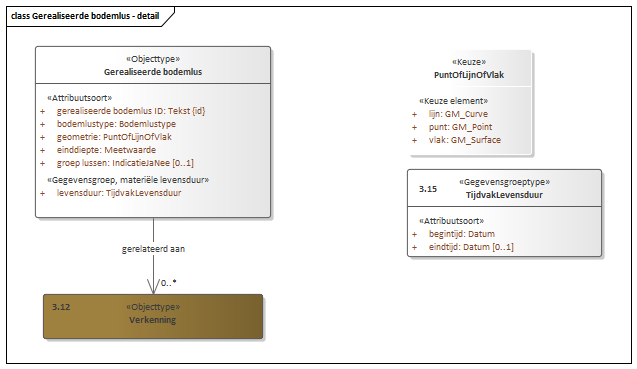 class Gerealiseerde bodemlus - detail
«Objecttype»
Gerealiseerde bodemlus
«Attribuutsoort»
+ gerealiseerde bodemlus ID: Tekst {id}
+ bodemlustype: Bodemlustype
+ geometrie: PuntOfLijnOfVlak
+ einddiepte: Meetwaarde
+ groep lussen: IndicatieJaNee [0..1]
«Gegevensgroep, materiële levensduur»
+ levensduur: TijdvakLevensduur
gerelateerd aan
0..*
3.12 «Objecttype»
Verkenning
«Keuze»
PuntOfLijnOfVlak
«Keuze element»
+ lijn: GM_Curve
+ punt: GM_Point
+ vlak: GM_Surface
3.15 «Gegevensgroeptype»
TijdvakLevensduur
«Attribuutsoort»
+ begintijd: Datum
+ eindtijd: Datum [0..1]